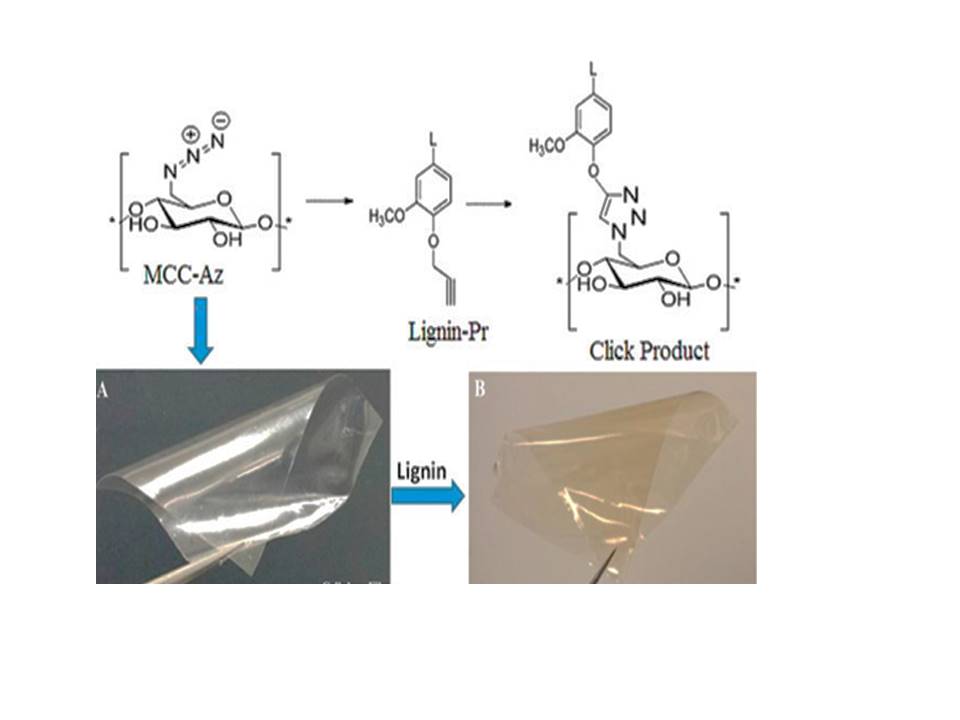 L
H₃CO
O
N
N
N
⊕
⊖
N
N
N
O
O
HO
OH
O
* *
MCC-Az
L
H₃CO
O
Lignin-Pr
O
O
HO
OH
O
* *
Click Product
A
B
Lignin